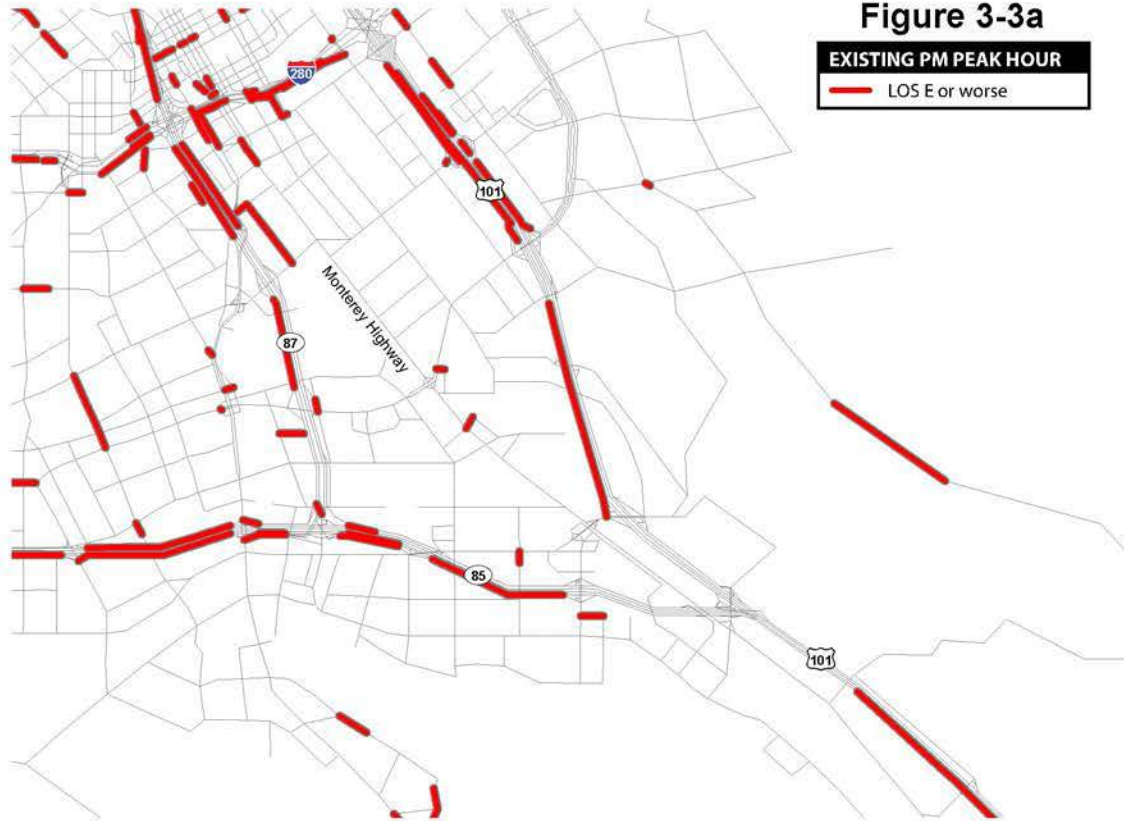 Figure 3-3a
EXISTING PM PEAK HOUR
LOS E or worse
280
101
Monterey Highway
87
85
101